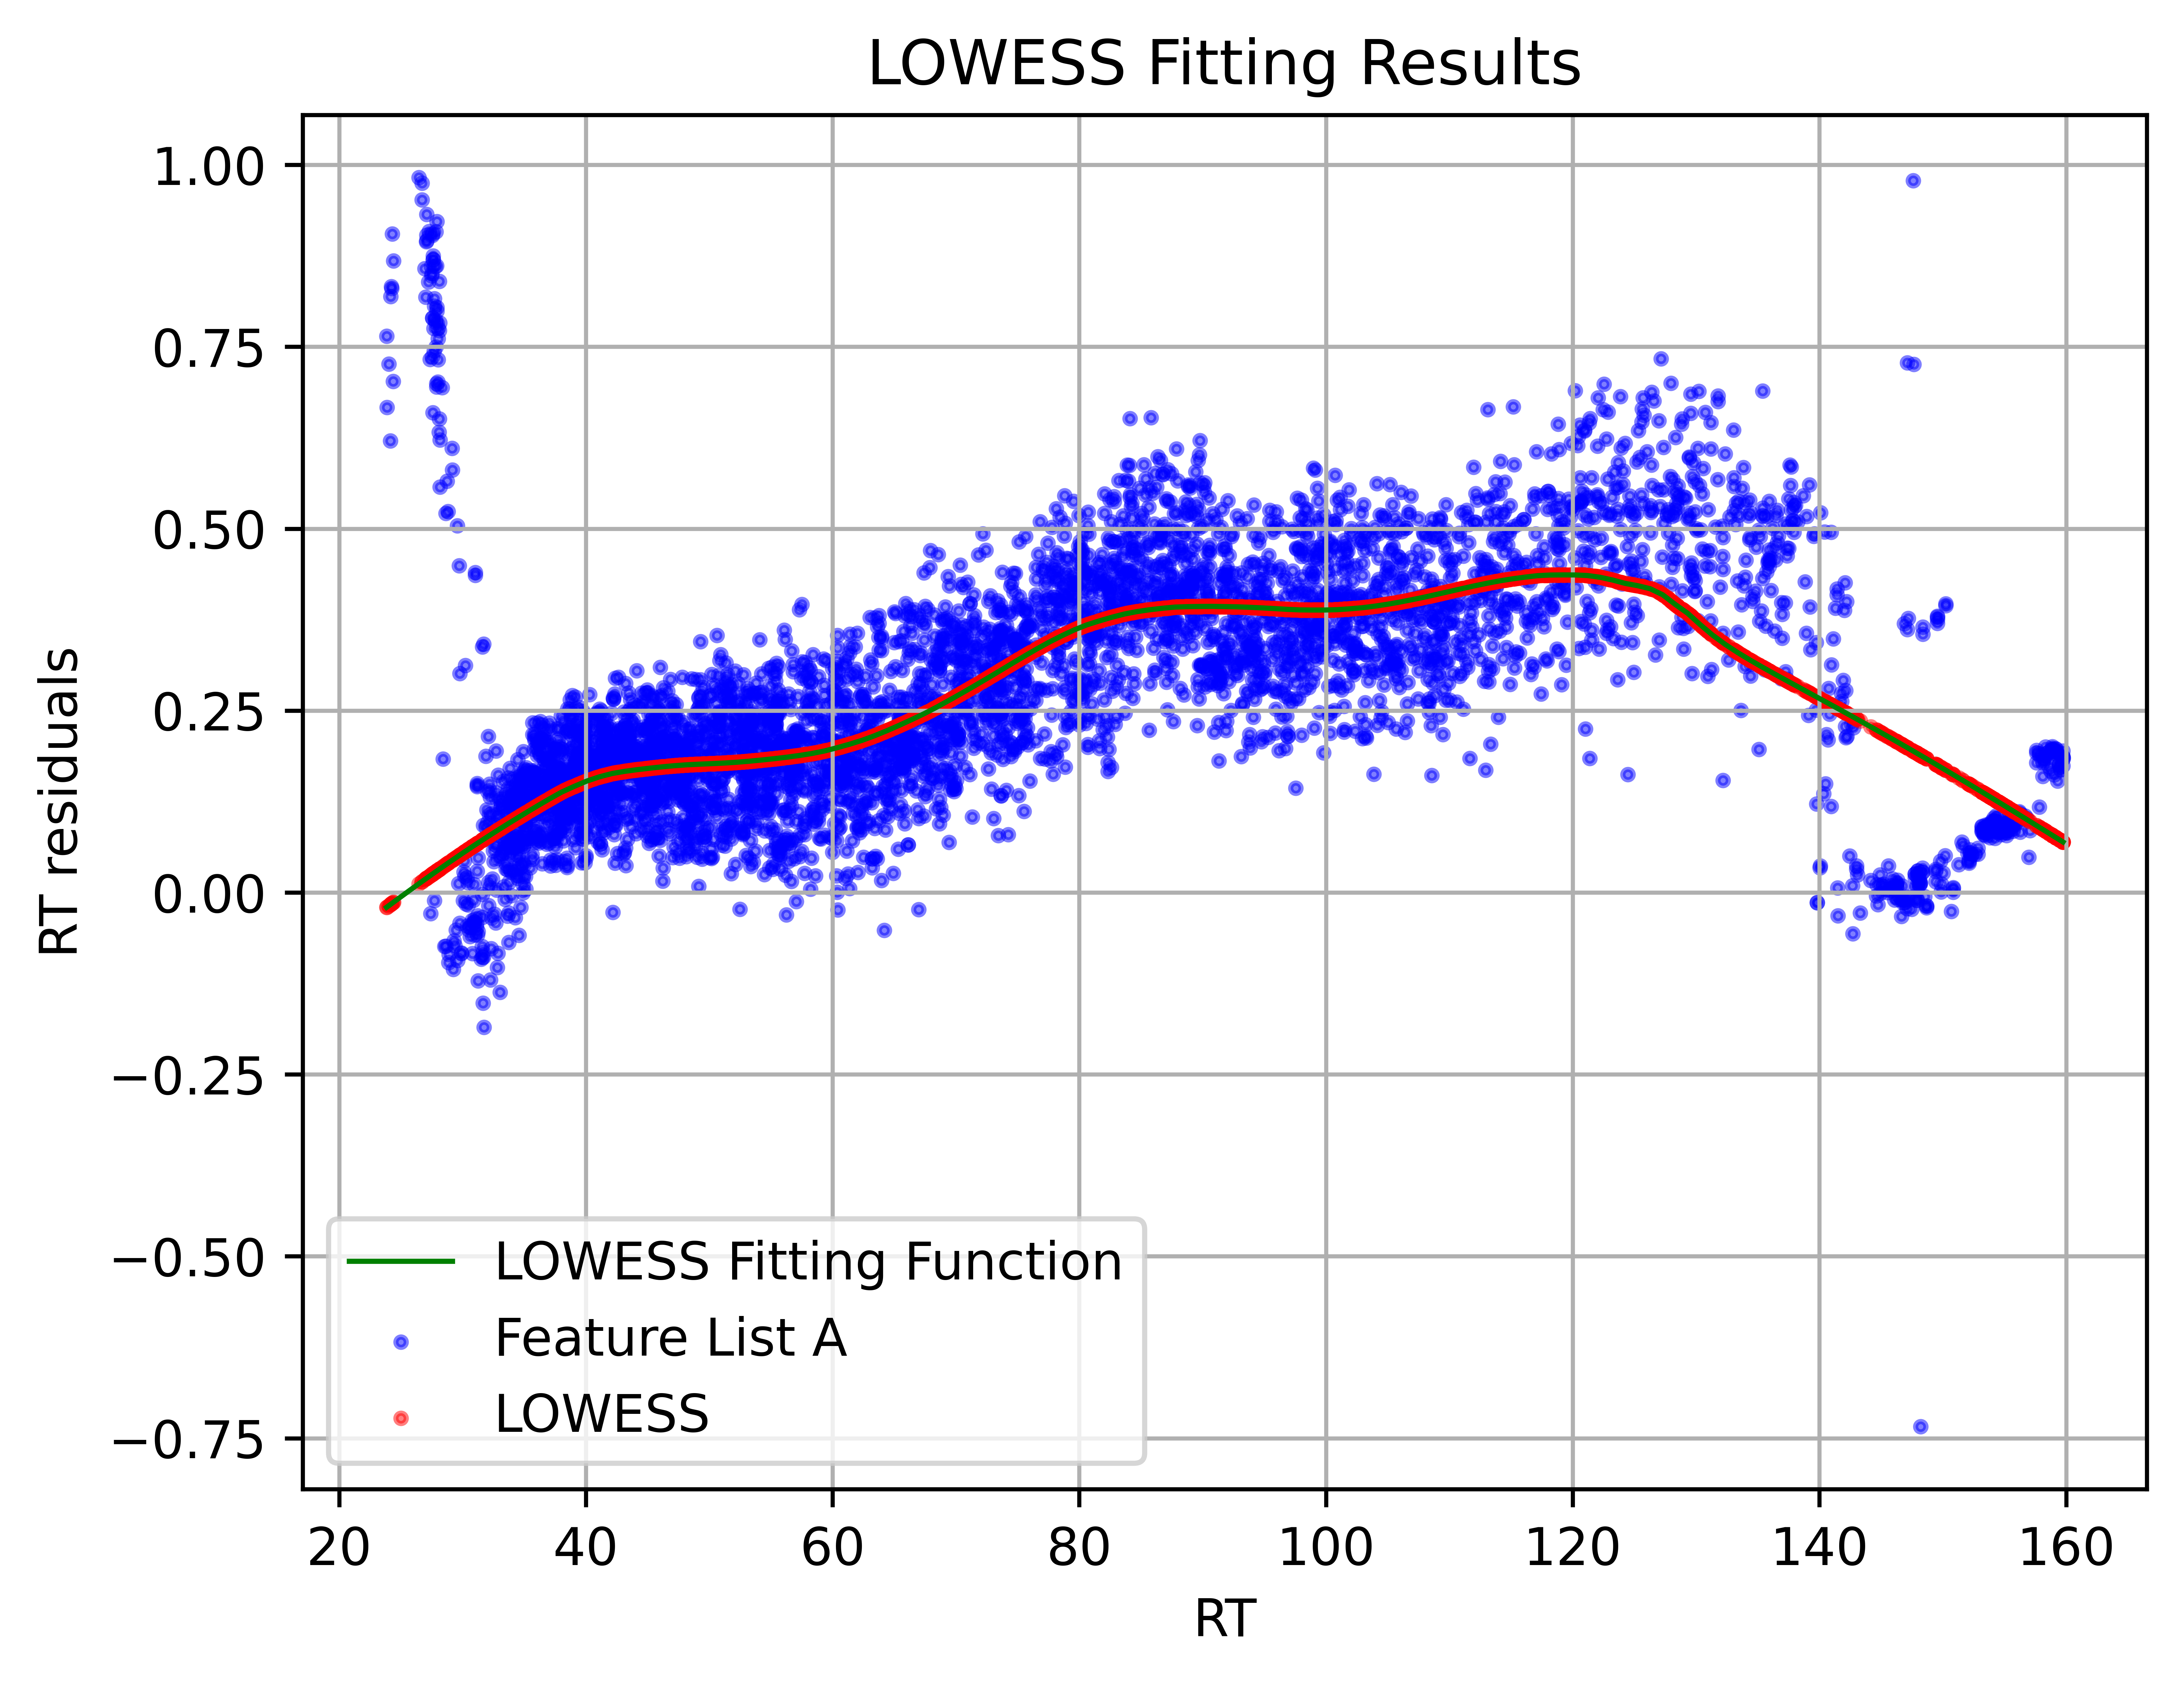 LOWESS Fitting Results
1.00
0.75
0.50
0.25
0.00
−0.25
−0.50
−0.75
RT residuals
LOWESS Fitting Function
Feature List A
LOWESS
20 40 60 80 100 120 140 160
RT